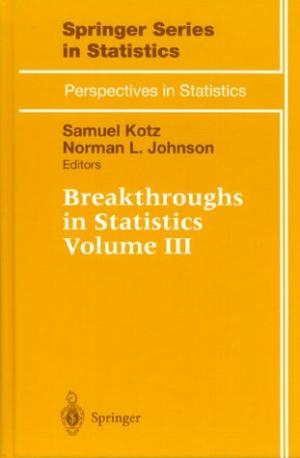 Springer Series
in Statistics
Perspectives in Statistics
Samuel Kotz
Norman L. Johnson
Editors
Breakthroughs
in Statistics
Volume III
Springer